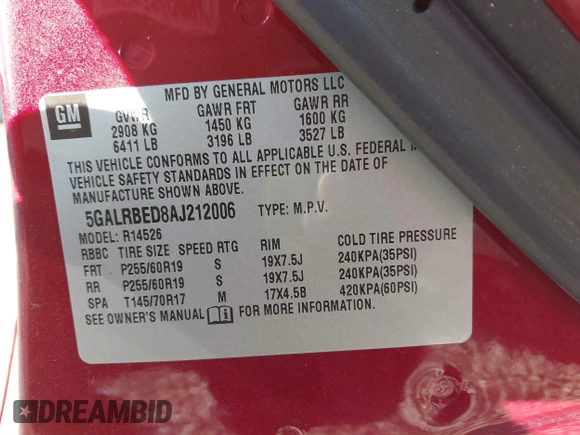 MFD BY GENERAL MOTORS LLC
GM
GVWR GAWR FRT GAWR RR
2908 KG 1450 KG 1600 KG
6411 LB 3196 LB 3527 LB
THIS VEHICLE CONFORMS TO ALL APPLICABLE U.S. FEDERAL
VEHICLE SAFETY STANDARDS IN EFFECT ON THE DATE OF
MANUFACTURE SHOWN ABOVE.
5GALRBED8AJ212006 TYPE: M.P.V.
MODEL: R14526
RBBC TIRE SIZE SPEED RTG RIM COLD TIRE PRESSURE
FRT P255/60R19 S 19X7.5J 240KPA(35PSI)
RR P255/60R19 S 19X7.5J 240KPA(35PSI)
SPA T145/70R17 M 17X4.5B 420KPA(60PSI)
SEE OWNER'S MANUAL FOR MORE INFORMATION.
DREAMBID